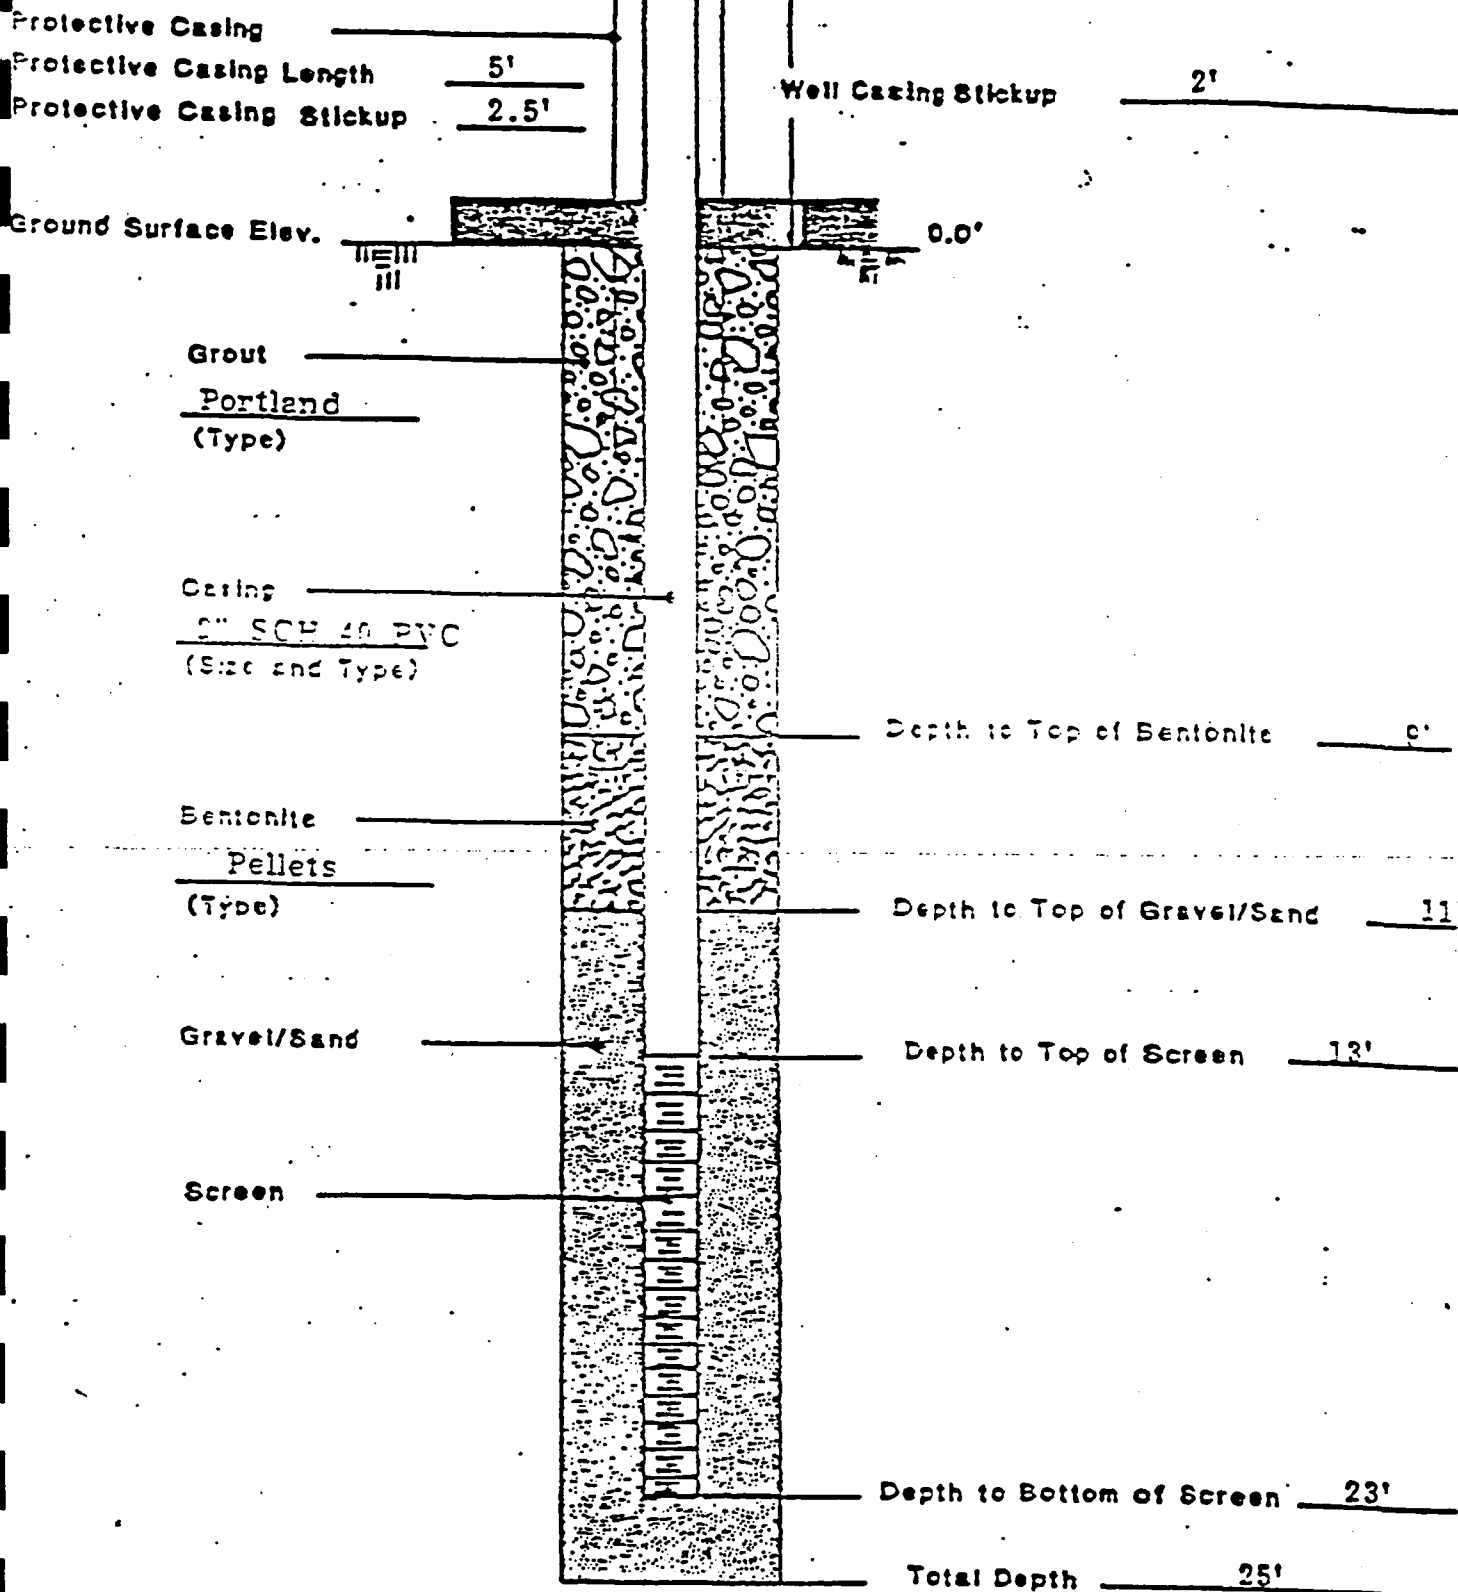 Protective Casing
Protective Casing Length 5'
Protective Casing Stickup 2.5'
Well Casing Stickup 2'
Ground Surface Elev. 0.0'
Grout
Portland
(Type)
Casing
SCH 40 PVC
(Size and Type)
Depth to Top of Bentonite
Bentonite
Pellets
(Type)
Depth to Top of Gravel/Sand 11
Gravel/Sand
Depth to Top of Screen 13'
Screen
Depth to Bottom of Screen 23'
Total Depth 25'